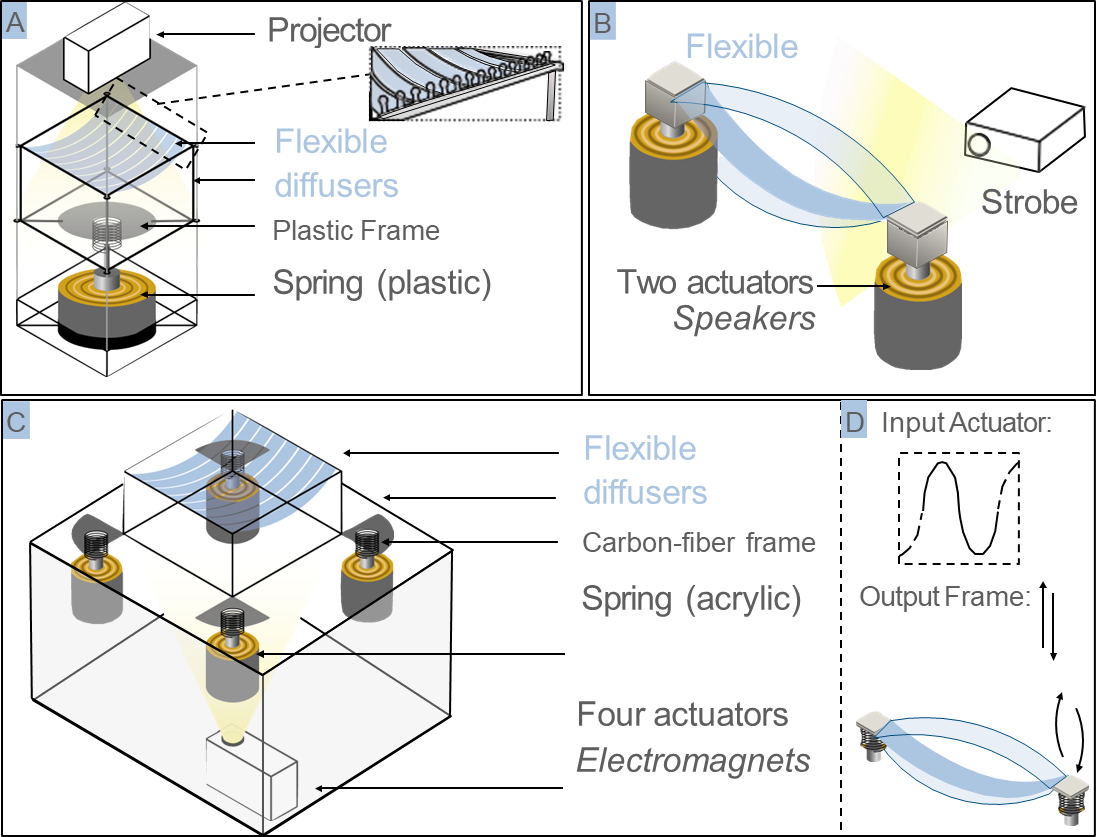 A
Projector
Flexible
diffusers
Plastic Frame
Spring (plastic)
B
Flexible
Strobe
Two actuators
Speakers
C
Flexible
diffusers
Carbon-fiber frame
Spring (acrylic)
Four actuators
Electromagnets
D
Input Actuator:
Output Frame: